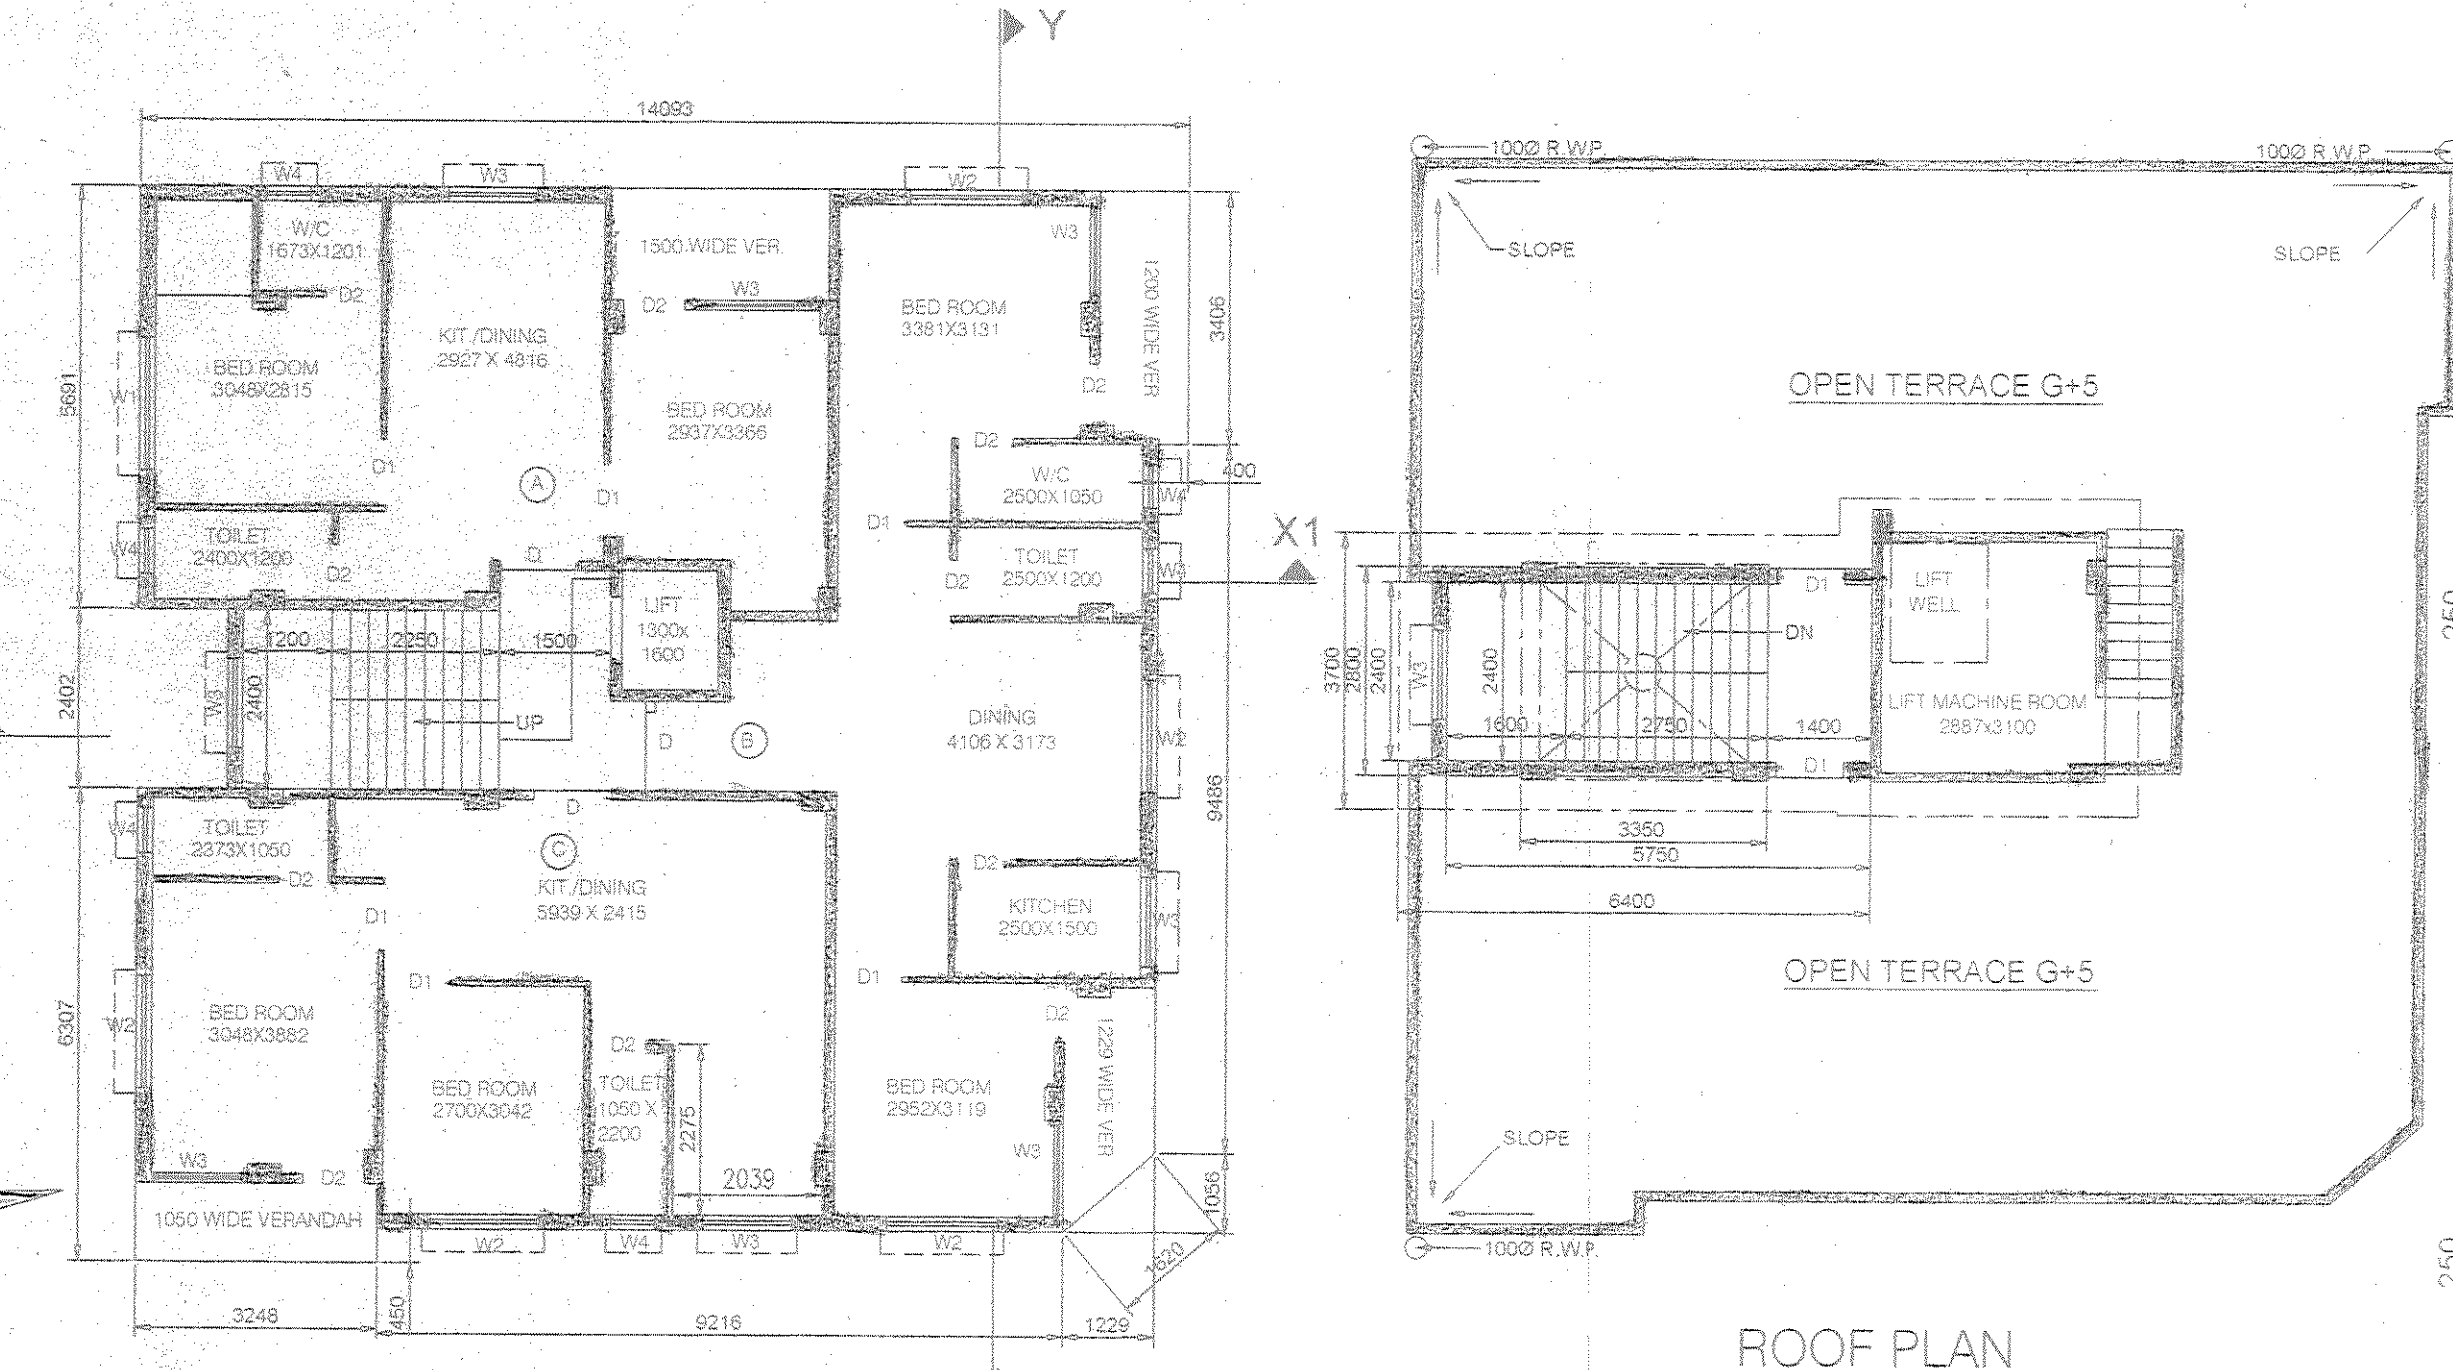 Y
14093
W4
W3
W2
W/C
1673X1201
D2
KIT./DINING
2927 X 4816
1500 WIDE VER.
D2
W3
BED ROOM
3381X3131
W3
1200 WIDE VER
3406
D2
5691
W1
BED ROOM
3048X2815
D1
A
BED ROOM
2937X3366
D1
D2
W/C
2500X1050
400
W4
D1
TOILET
2400X1200
W4
D2
D
TOILET
2500X1200
D2
W3
X1
LIFT
1300X
1600
1200
2250
1500
2402
W3
2400
UP
D
D
B
DINING
4106 X 3173
W2
9486
W4
TOILET
2373X1050
D2
D
C
KIT./DINING
5939 X 2415
D1
D2
KITCHEN
2500X1500
W3
D1
D1
6307
W2
BED ROOM
3048X3882
BED ROOM
2700X3042
D2
TOILET
1050 X
2200
2275
2039
BED ROOM
2952X3119
D2
1229 WIDE VER
W3
1056
1520
W3
D2
1050 WIDE VERANDAH
W2
W4
W3
W2
3248
450
9216
1229
100Ø R.W.P.
100Ø R.W.P.
SLOPE
SLOPE
OPEN TERRACE G+5
D1
LIFT
WELL
DN
3700
2800
2400
W3
2400
LIFT MACHINE ROOM
2887x3100
1600
2750
1400
D1
3350
5750
6400
OPEN TERRACE G+5
SLOPE
100Ø R.W.P.
250
250
ROOF PLAN